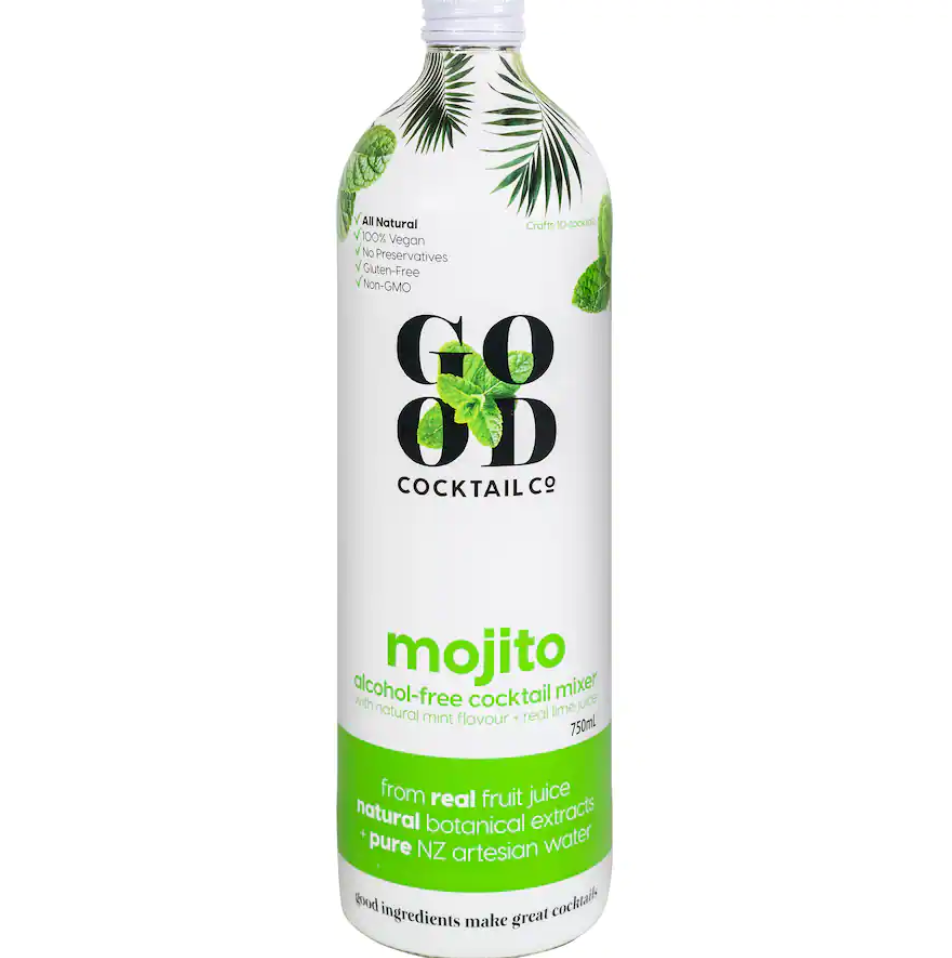 All Natural
100% Vegan
No Preservatives
Gluten-Free
Non-GMO
GO
OD
COCKTAIL Cº
mojito
alcohol-free cocktail mixer
with natural mint flavour + real lime juice
750mL
from real fruit juice
natural botanical extracts
+ pure NZ artesian water
good ingredients make great cocktails